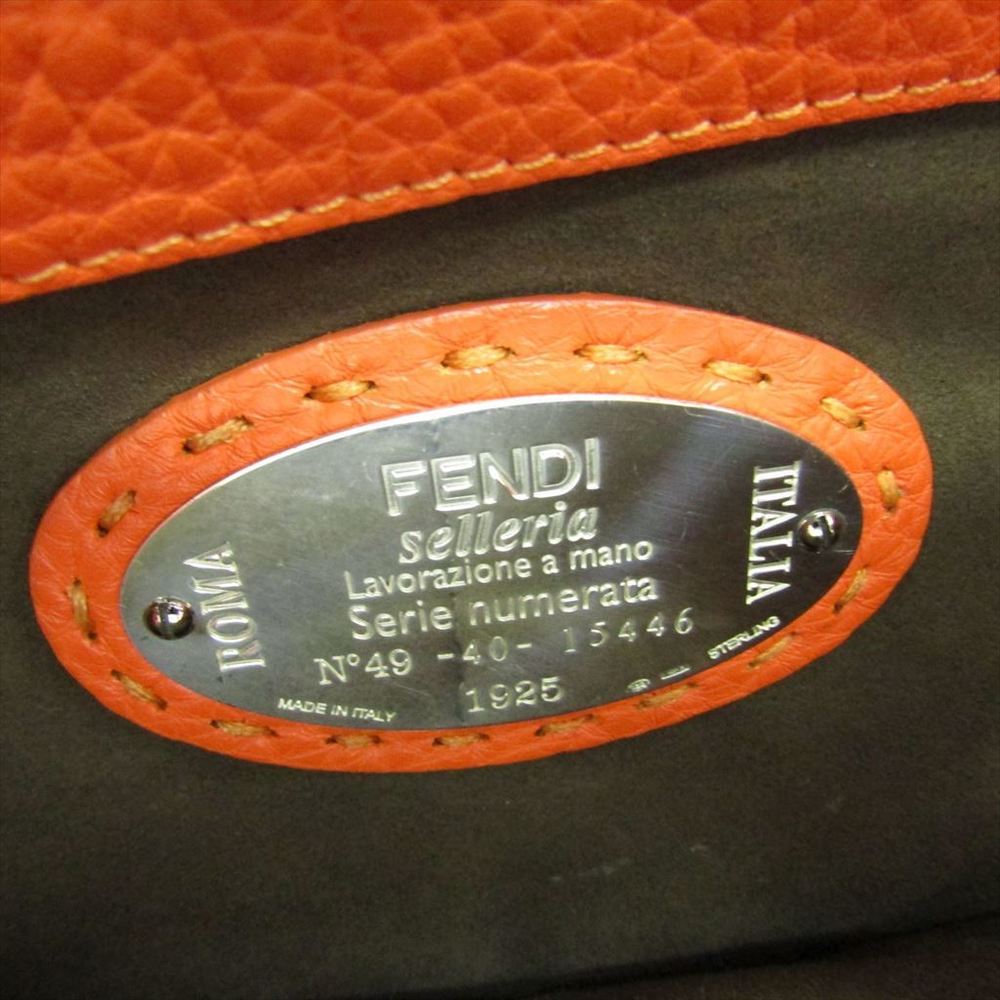 FENDI
selleria
Lavorazione a mano
Serie numerata
N°49 -40- 15446
1925
ROMA
ITALIA
MADE IN ITALY
STERLING